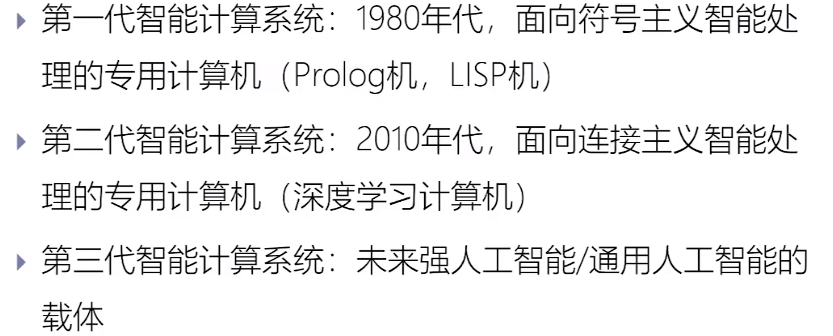 第一代智能计算系统：1980年代，面向符号主义智能处
理的专用计算机（Prolog机，LISP机）
第二代智能计算系统：2010年代，面向连接主义智能处
理的专用计算机（深度学习计算机）
第三代智能计算系统：未来强人工智能/通用人工智能的
载体